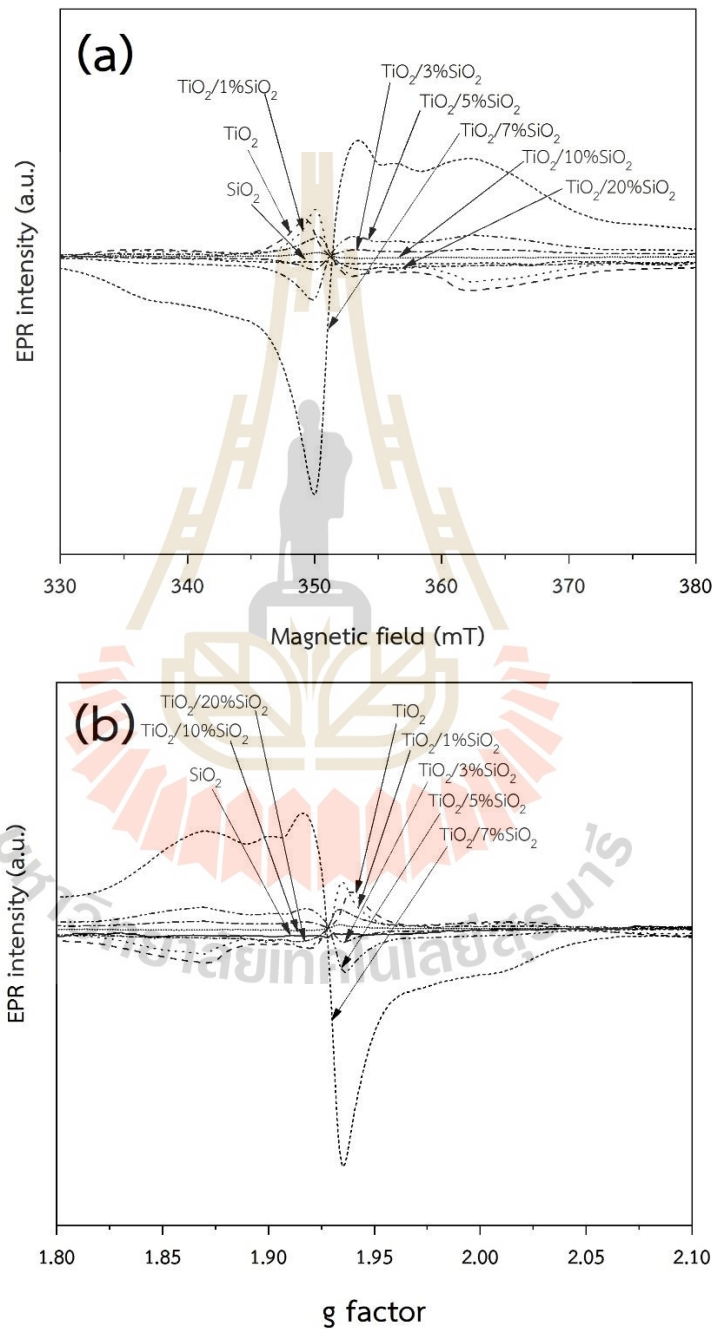 (a)
TiO₂/1%SiO₂
TiO₂/3%SiO₂
TiO₂/5%SiO₂
TiO₂
TiO₂/7%SiO₂
TiO₂/10%SiO₂
SiO₂
TiO₂/20%SiO₂
EPR intensity (a.u.)
330 340 350 360 370 380
Magnetic field (mT)
(b)
TiO₂/20%SiO₂
TiO₂
TiO₂/10%SiO₂
TiO₂/1%SiO₂
TiO₂/3%SiO₂
SiO₂
TiO₂/5%SiO₂
TiO₂/7%SiO₂
EPR intensity (a.u.)
1.80 1.85 1.90 1.95 2.00 2.05 2.10
g factor